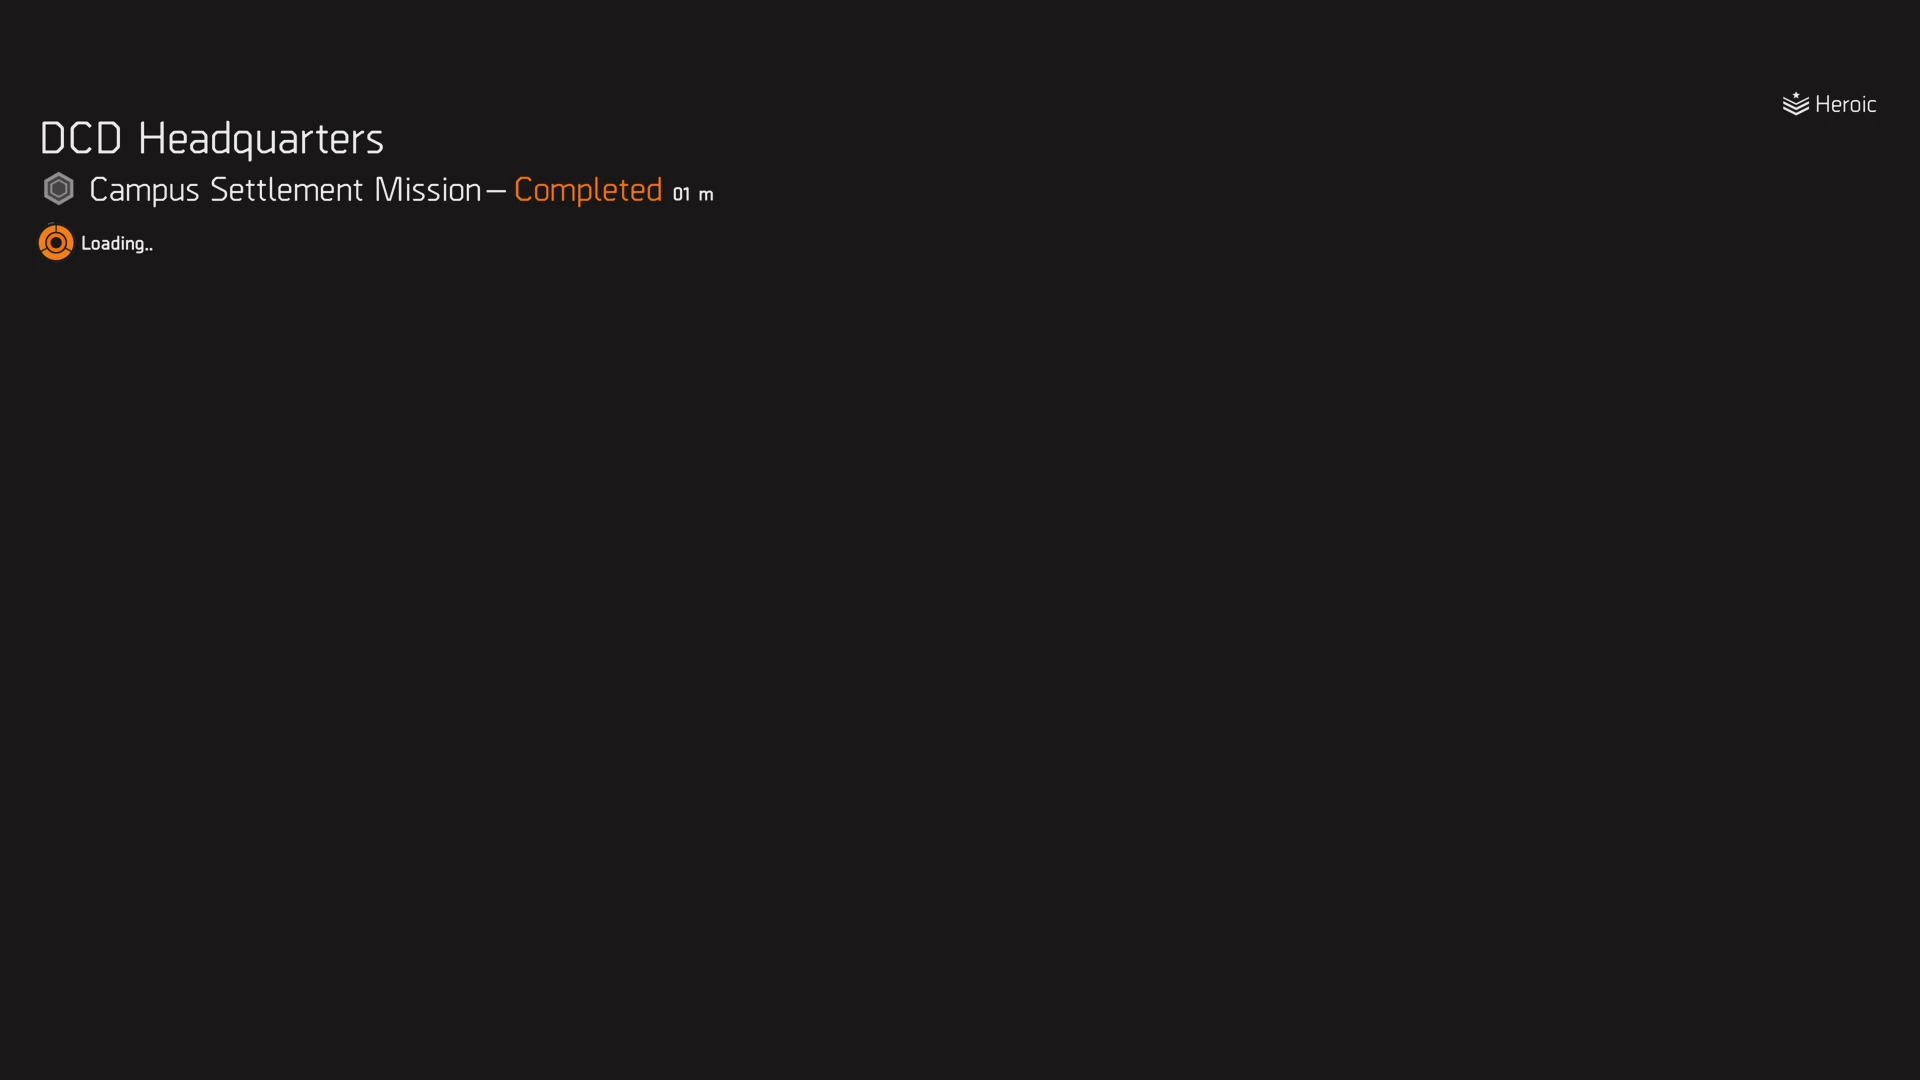 Heroic
DCD Headquarters
Campus Settlement Mission — Completed 01 m
Loading..